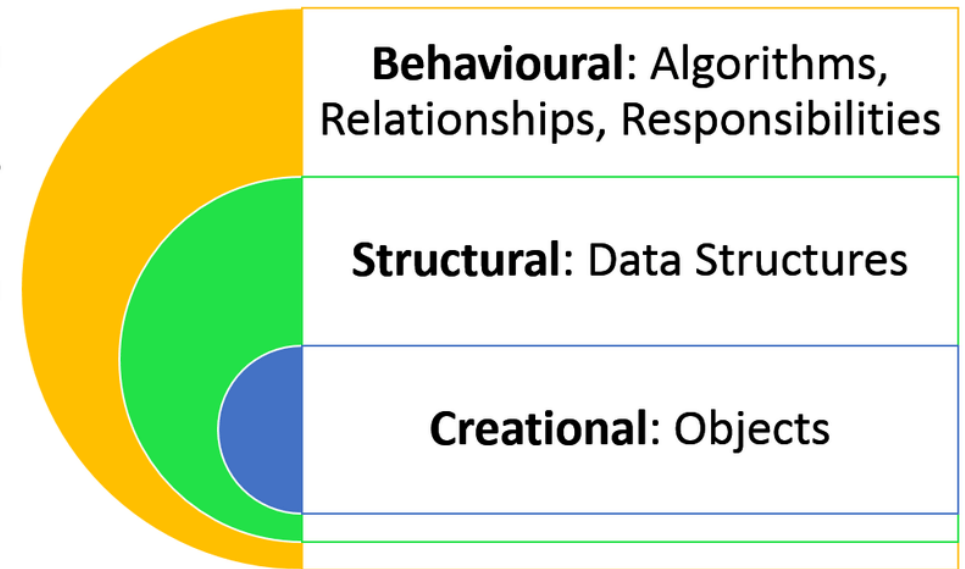 Behavioural: Algorithms,
Relationships, Responsibilities
Structural: Data Structures
Creational: Objects